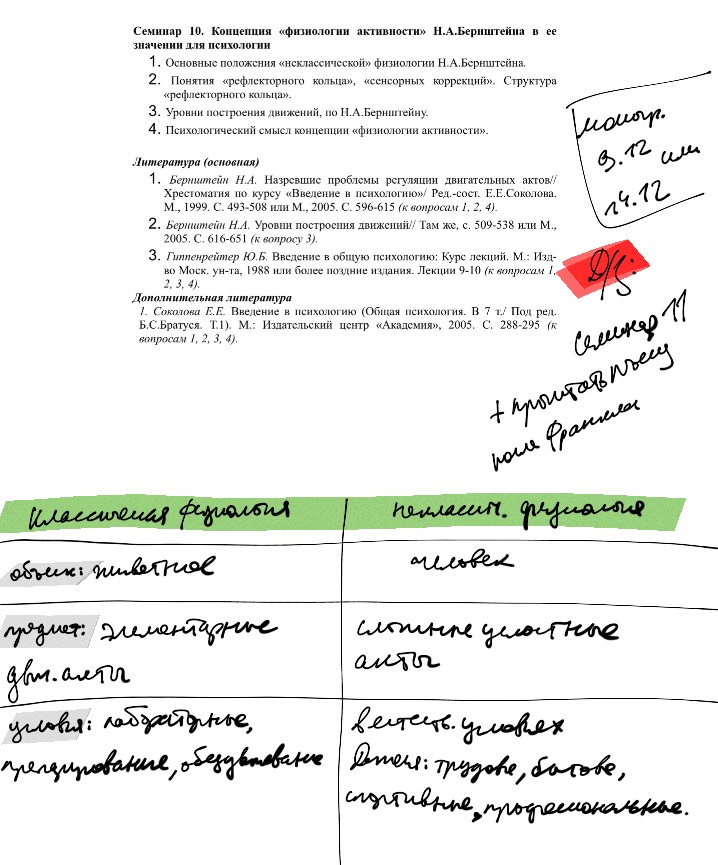 Семинар 10. Концепция «физиологии активности» Н.А.Бернштейна в ее
значении для психологии
1. Основные положения «неклассической» физиологии Н.А.Бернштейна.
2. Понятия «рефлекторного кольца», «сенсорных коррекций». Структура
«рефлекторного кольца».
3. Уровни построения движений, по Н.А.Бернштейну.
4. Психологический смысл концепции «физиологии активности».
Литература (основная)
1. Бернштейн Н.А. Назревшие проблемы регуляции двигательных актов//
Хрестоматия по курсу «Введение в психологию»/ Ред.-сост. Е.Е.Соколова.
М., 1999. С. 493-508 или М., 2005. С. 596-615 (к вопросам 1, 2, 4).
2. Бернштейн Н.А. Уровни построения движений// Там же, с. 509-538 или М.,
2005. С. 616-651 (к вопросу 3).
3. Гиппенрейтер Ю.Б. Введение в общую психологию: Курс лекций. М.: Изд-
во Моск. ун-та, 1988 или более поздние издания. Лекции 9-10 (к вопросам 1,
2, 3, 4).
Дополнительная литература
1. Соколова Е.Е. Введение в психологию (Общая психология. В 7 т./ Под ред.
Б.С.Братуся. Т.1). М.: Издательский центр «Академия», 2005. С. 288-295 (к
вопросам 1, 2, 3, 4).
9.12 или
14.12
Д/з:
семинар 11
+ прочитать пьесу
Франкла
Классическая физиология
неклассич. физиология
объект: животное
человек
предмет: элементарные
двиг. акты
сложные целостные
акты
условия: лабораторные,
препарирование, обездвиживание
в естеств. условиях
трудовые, бытовые,
спортивные, профессиональные.